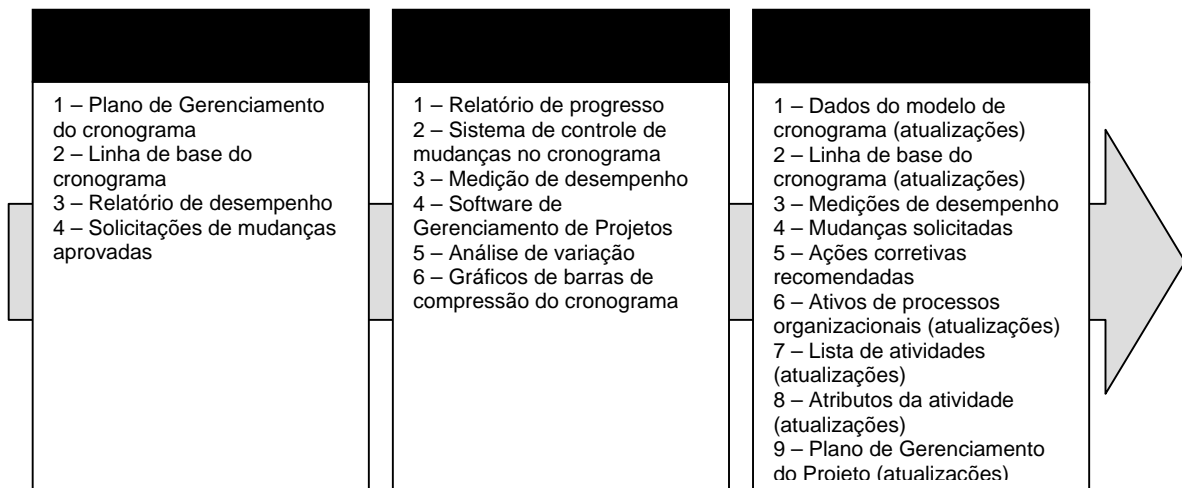 1 – Plano de Gerenciamento
do cronograma
2 – Linha de base do
cronograma
3 – Relatório de desempenho
4 – Solicitações de mudanças
aprovadas
1 – Relatório de progresso
2 – Sistema de controle de
mudanças no cronograma
3 – Medição de desempenho
4 – Software de
Gerenciamento de Projetos
5 – Análise de variação
6 – Gráficos de barras de
compressão do cronograma
1 – Dados do modelo de
cronograma (atualizações)
2 – Linha de base do
cronograma (atualizações)
3 – Medições de desempenho
4 – Mudanças solicitadas
5 – Ações corretivas
recomendadas
6 – Ativos de processos
organizacionais (atualizações)
7 – Lista de atividades
(atualizações)
8 – Atributos da atividade
(atualizações)
9 – Plano de Gerenciamento
do Projeto (atualizações)